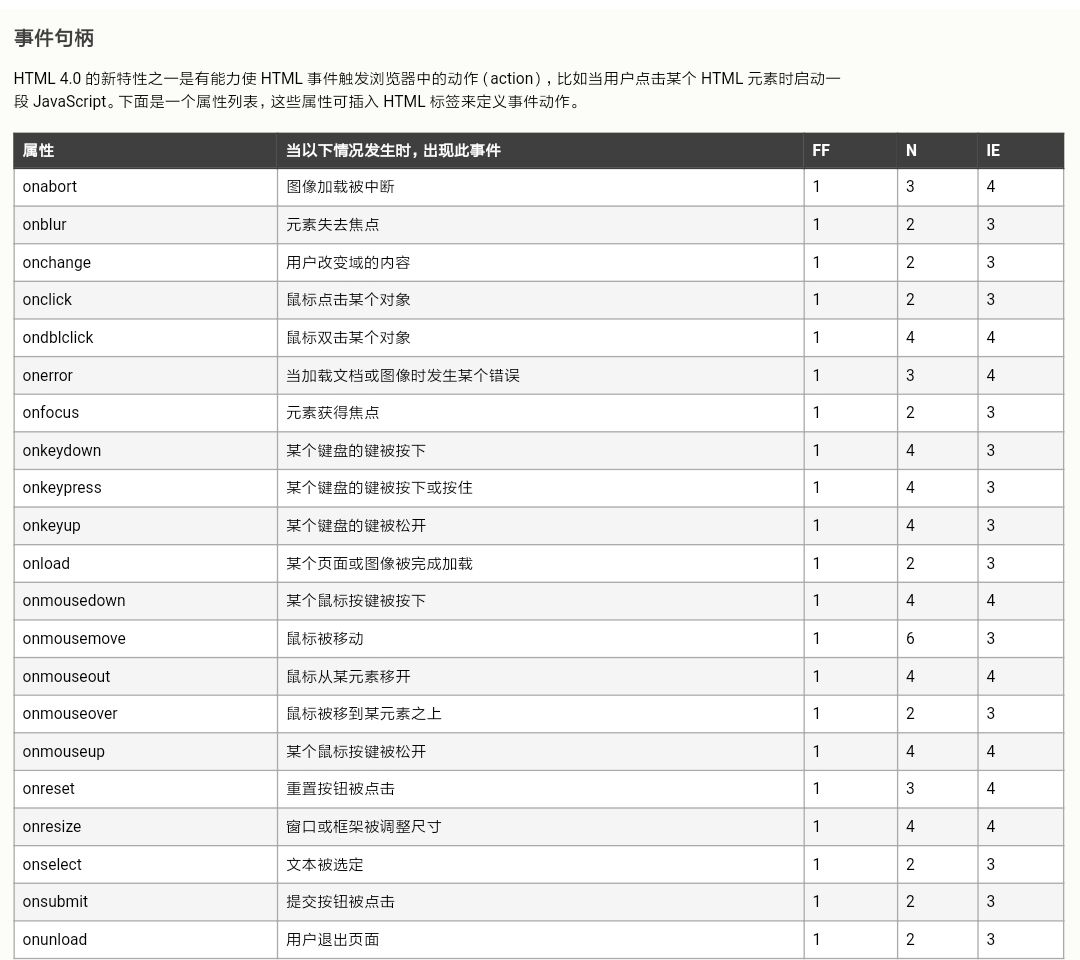 事件句柄
HTML 4.0 的新特性之一是有能力使 HTML 事件触发浏览器中的动作（action），比如当用户点击某个 HTML 元素时启动一
段 JavaScript。下面是一个属性列表，这些属性可插入 HTML 标签来定义事件动作。
属性 当以下情况发生时，出现此事件 FF N IE
onabort 图像加载被中断 1 3 4
onblur 元素失去焦点 1 2 3
onchange 用户改变域的内容 1 2 3
onclick 鼠标点击某个对象 1 2 3
ondblclick 鼠标双击某个对象 1 4 4
onerror 当加载文档或图像时发生某个错误 1 3 4
onfocus 元素获得焦点 1 2 3
onkeydown 某个键盘的键被按下 1 4 3
onkeypress 某个键盘的键被按下或按住 1 4 3
onkeyup 某个键盘的键被松开 1 4 3
onload 某个页面或图像被完成加载 1 2 3
onmousedown 某个鼠标按键被按下 1 4 4
onmousemove 鼠标被移动 1 6 3
onmouseout 鼠标从某元素移开 1 4 4
onmouseover 鼠标被移到某元素之上 1 2 3
onmouseup 某个鼠标按键被松开 1 4 4
onreset 重置按钮被点击 1 3 4
onresize 窗口或框架被调整尺寸 1 4 4
onselect 文本被选定 1 2 3
onsubmit 提交按钮被点击 1 2 3
onunload 用户退出页面 1 2 3